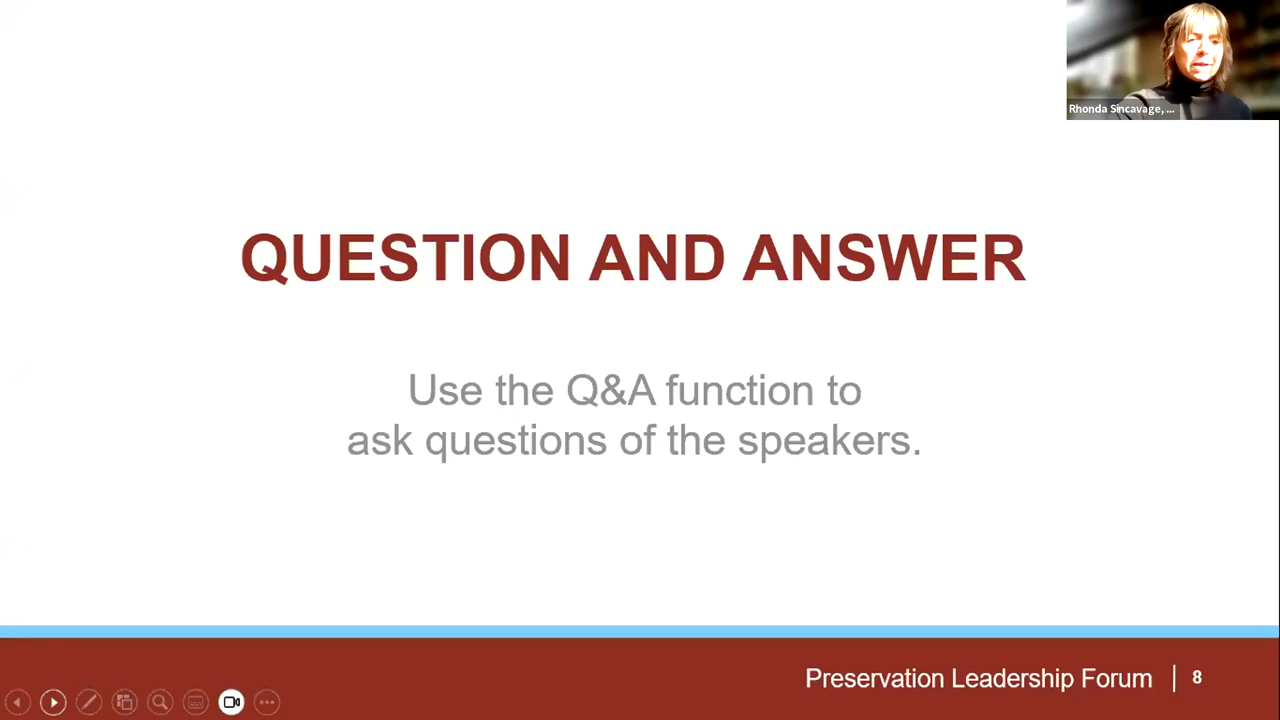 Rhonda Sincavage, ...
QUESTION AND ANSWER
Use the Q&A function to
ask questions of the speakers.
Preservation Leadership Forum | 8